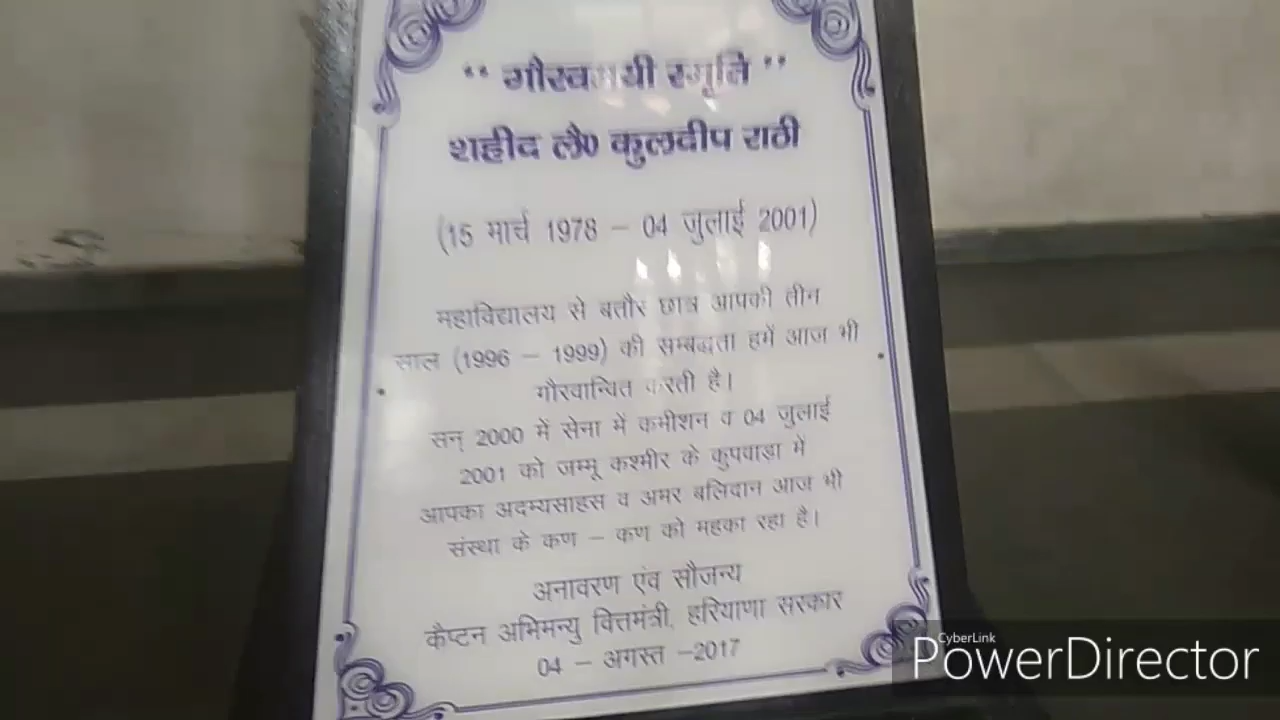 “ गौरवमयी स्मृति ”
शहीद लै० कुलदीप राठी
(15 मार्च 1978 – 04 जुलाई 2001)
महाविद्यालय से बतौर छात्र आपकी तीन
साल (1996 – 1999) की सम्बद्धता हमें आज भी
गौरवान्वित करती है।
सन् 2000 में सेना में कमीशन व 04 जुलाई
2001 को जम्मू कश्मीर के कुपवाड़ा में
आपका अदम्यसाहस व अमर बलिदान आज भी
संस्था के कण – कण को महका रहा है।
अनावरण एंव सौजन्य
कैप्टन अभिमन्यु वित्तमंत्री, हरियाणा सरकार
04 – अगस्त –2017
CyberLink
PowerDirector